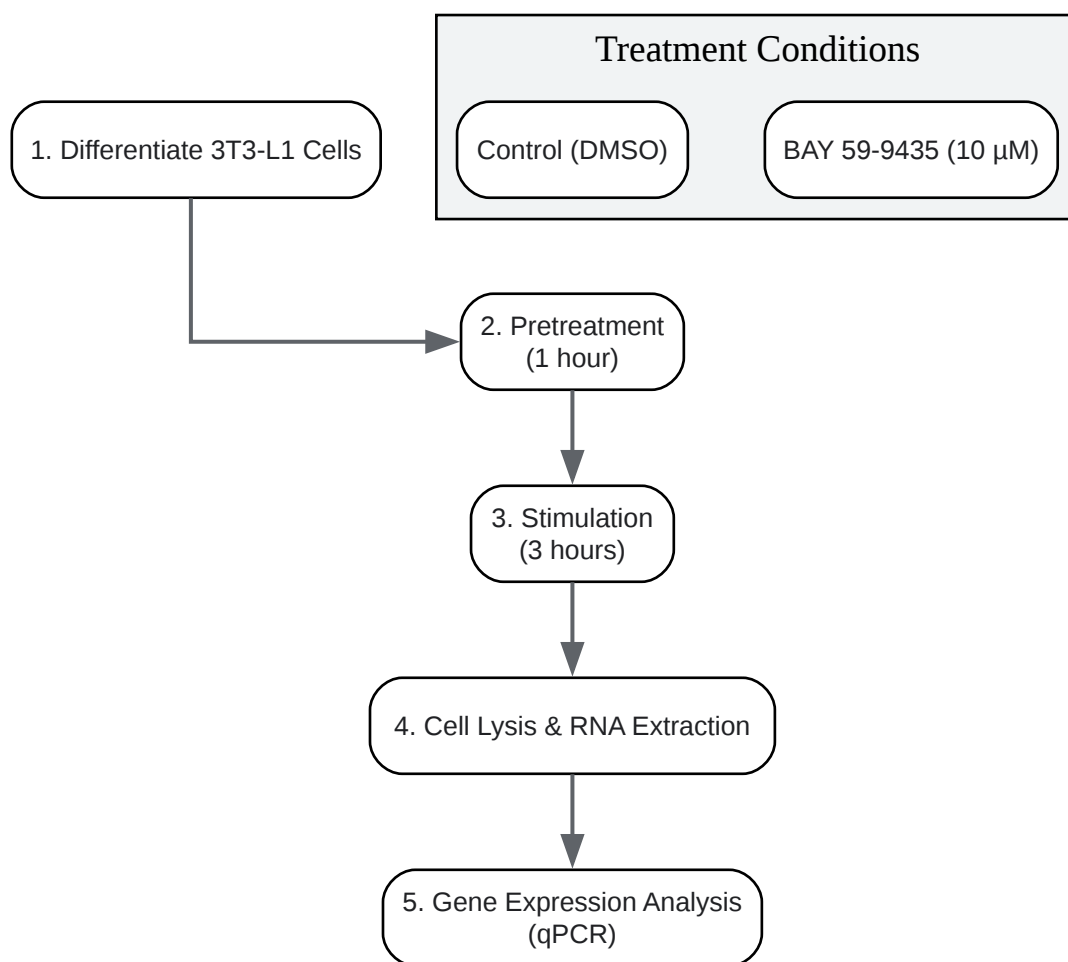 Treatment Conditions
1. Differentiate 3T3-L1 Cells
Control (DMSO)
BAY 59-9435 (10 µM)
2. Pretreatment
(1 hour)
3. Stimulation
(3 hours)
4. Cell Lysis & RNA Extraction
5. Gene Expression Analysis
(qPCR)